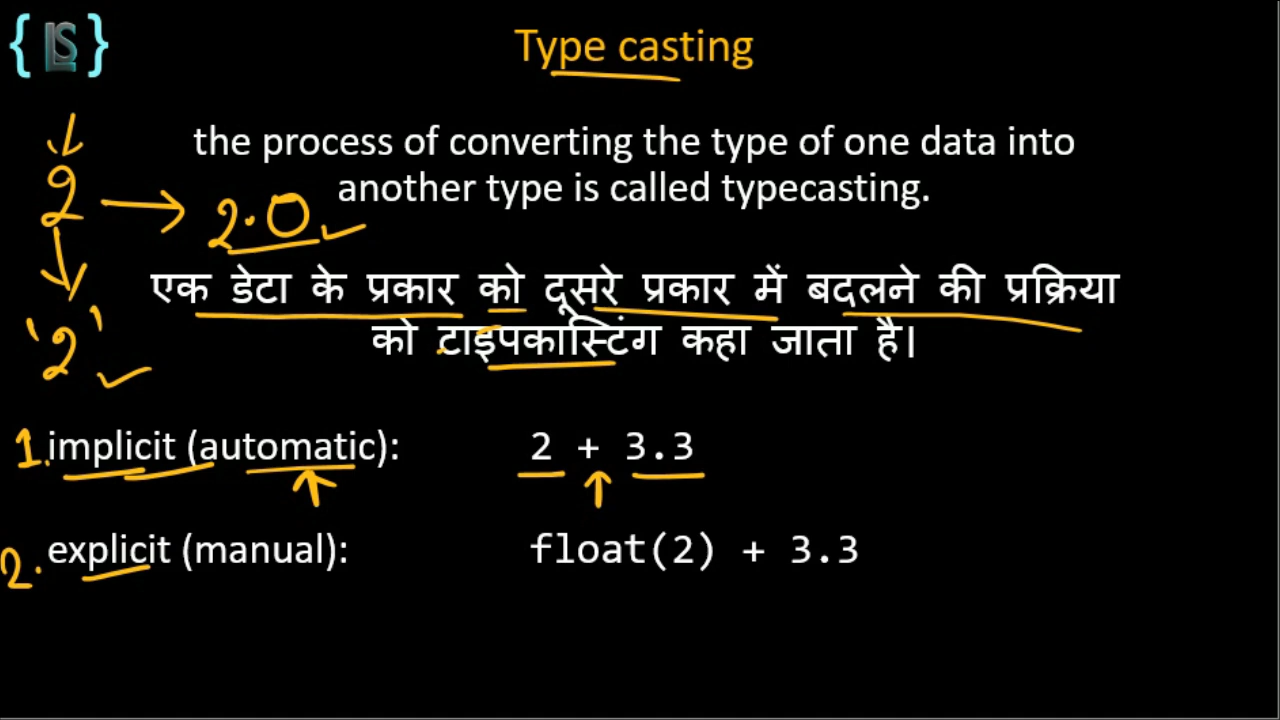 { LS }
Type casting
the process of converting the type of one data into
another type is called typecasting.
2 → 2.0
'2'
एक डेटा के प्रकार को दूसरे प्रकार में बदलने की प्रक्रिया
को टाइपकास्टिंग कहा जाता है।
1. implicit (automatic): 2 + 3.3
2. explicit (manual): float(2) + 3.3